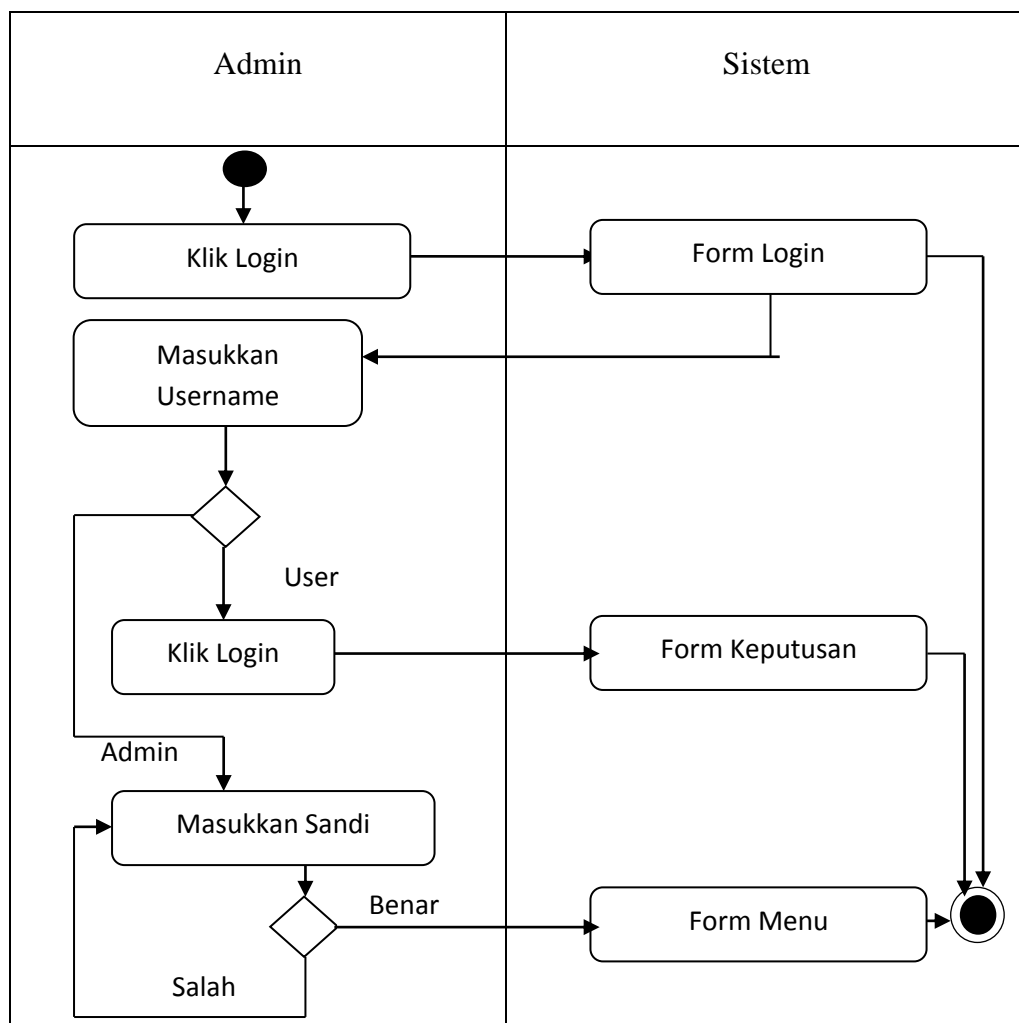 Admin
Sistem
Klik Login
Form Login
Masukkan
Username
User
Klik Login
Form Keputusan
Admin
Masukkan Sandi
Benar
Form Menu
Salah